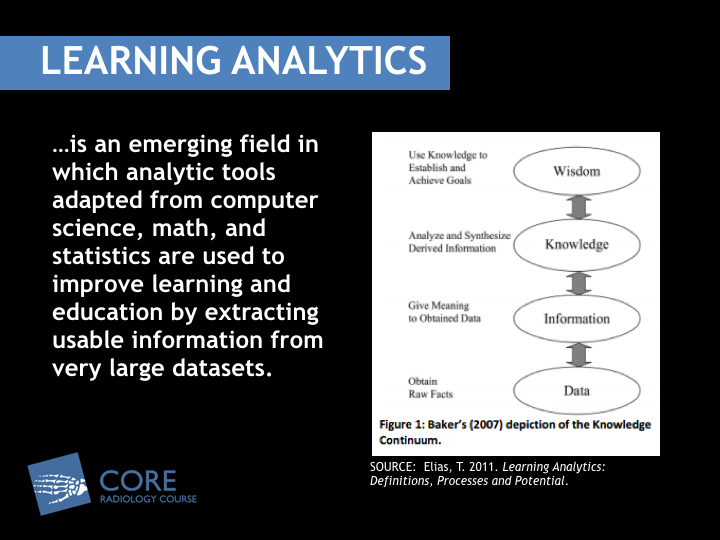 LEARNING ANALYTICS
…is an emerging field in
which analytic tools
adapted from computer
science, math, and
statistics are used to
improve learning and
education by extracting
usable information from
very large datasets.
Use Knowledge to
Establish and
Achieve Goals
Wisdom
Analyze and Synthesize
Derived Information
Knowledge
Give Meaning
to Obtained Data
Information
Obtain
Raw Facts
Data
Figure 1: Baker's (2007) depiction of the Knowledge
Continuum.
SOURCE: Elias, T. 2011. Learning Analytics:
Definitions, Processes and Potential.
CORE
RADIOLOGY COURSE